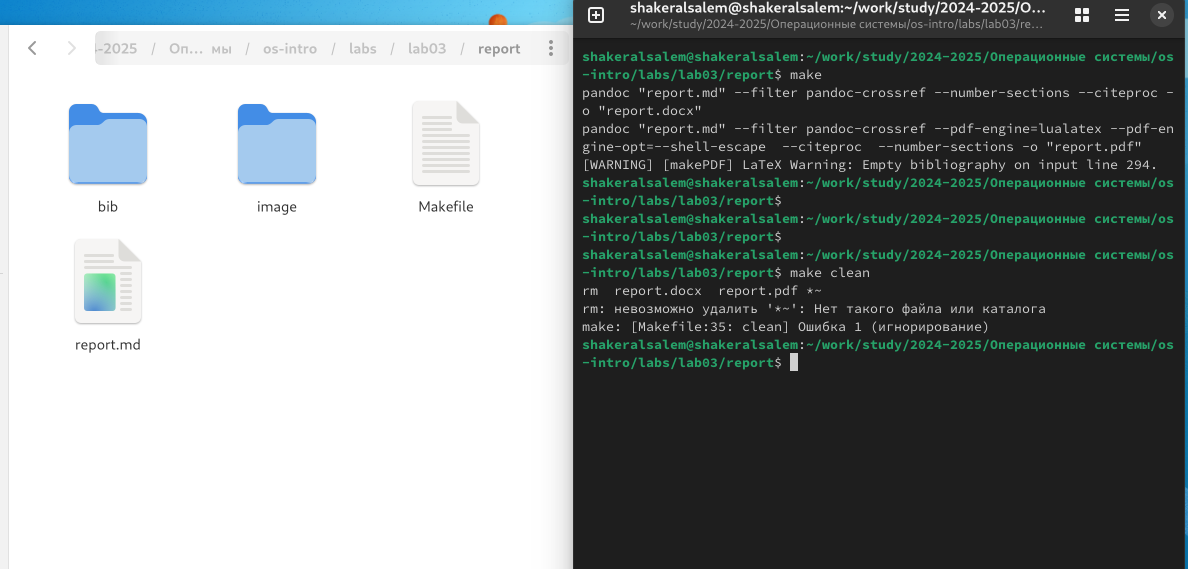 -2025 / Оп... мы / os-intro / labs / lab03 / report
bib
image
Makefile
report.md
shakeralsalem@shakeralsalem:~/work/study/2024-2025/О...
~/work/study/2024-2025/Операционные системы/os-intro/labs/lab03/re...
shakeralsalem@shakeralsalem:~/work/study/2024-2025/Операционные системы/os
-intro/labs/lab03/report$ make
pandoc "report.md" --filter pandoc-crossref --number-sections --citeproc -
o "report.docx"
pandoc "report.md" --filter pandoc-crossref --pdf-engine=lualatex --pdf-en
gine-opt=--shell-escape  --citeproc  --number-sections -o "report.pdf"
[WARNING] [makePDF] LaTeX Warning: Empty bibliography on input line 294.
shakeralsalem@shakeralsalem:~/work/study/2024-2025/Операционные системы/os
-intro/labs/lab03/report$
shakeralsalem@shakeralsalem:~/work/study/2024-2025/Операционные системы/os
-intro/labs/lab03/report$
shakeralsalem@shakeralsalem:~/work/study/2024-2025/Операционные системы/os
-intro/labs/lab03/report$ make clean
rm  report.docx  report.pdf *~
rm: невозможно удалить '*~': Нет такого файла или каталога
make: [Makefile:35: clean] Ошибка 1 (игнорирование)
shakeralsalem@shakeralsalem:~/work/study/2024-2025/Операционные системы/os
-intro/labs/lab03/report$